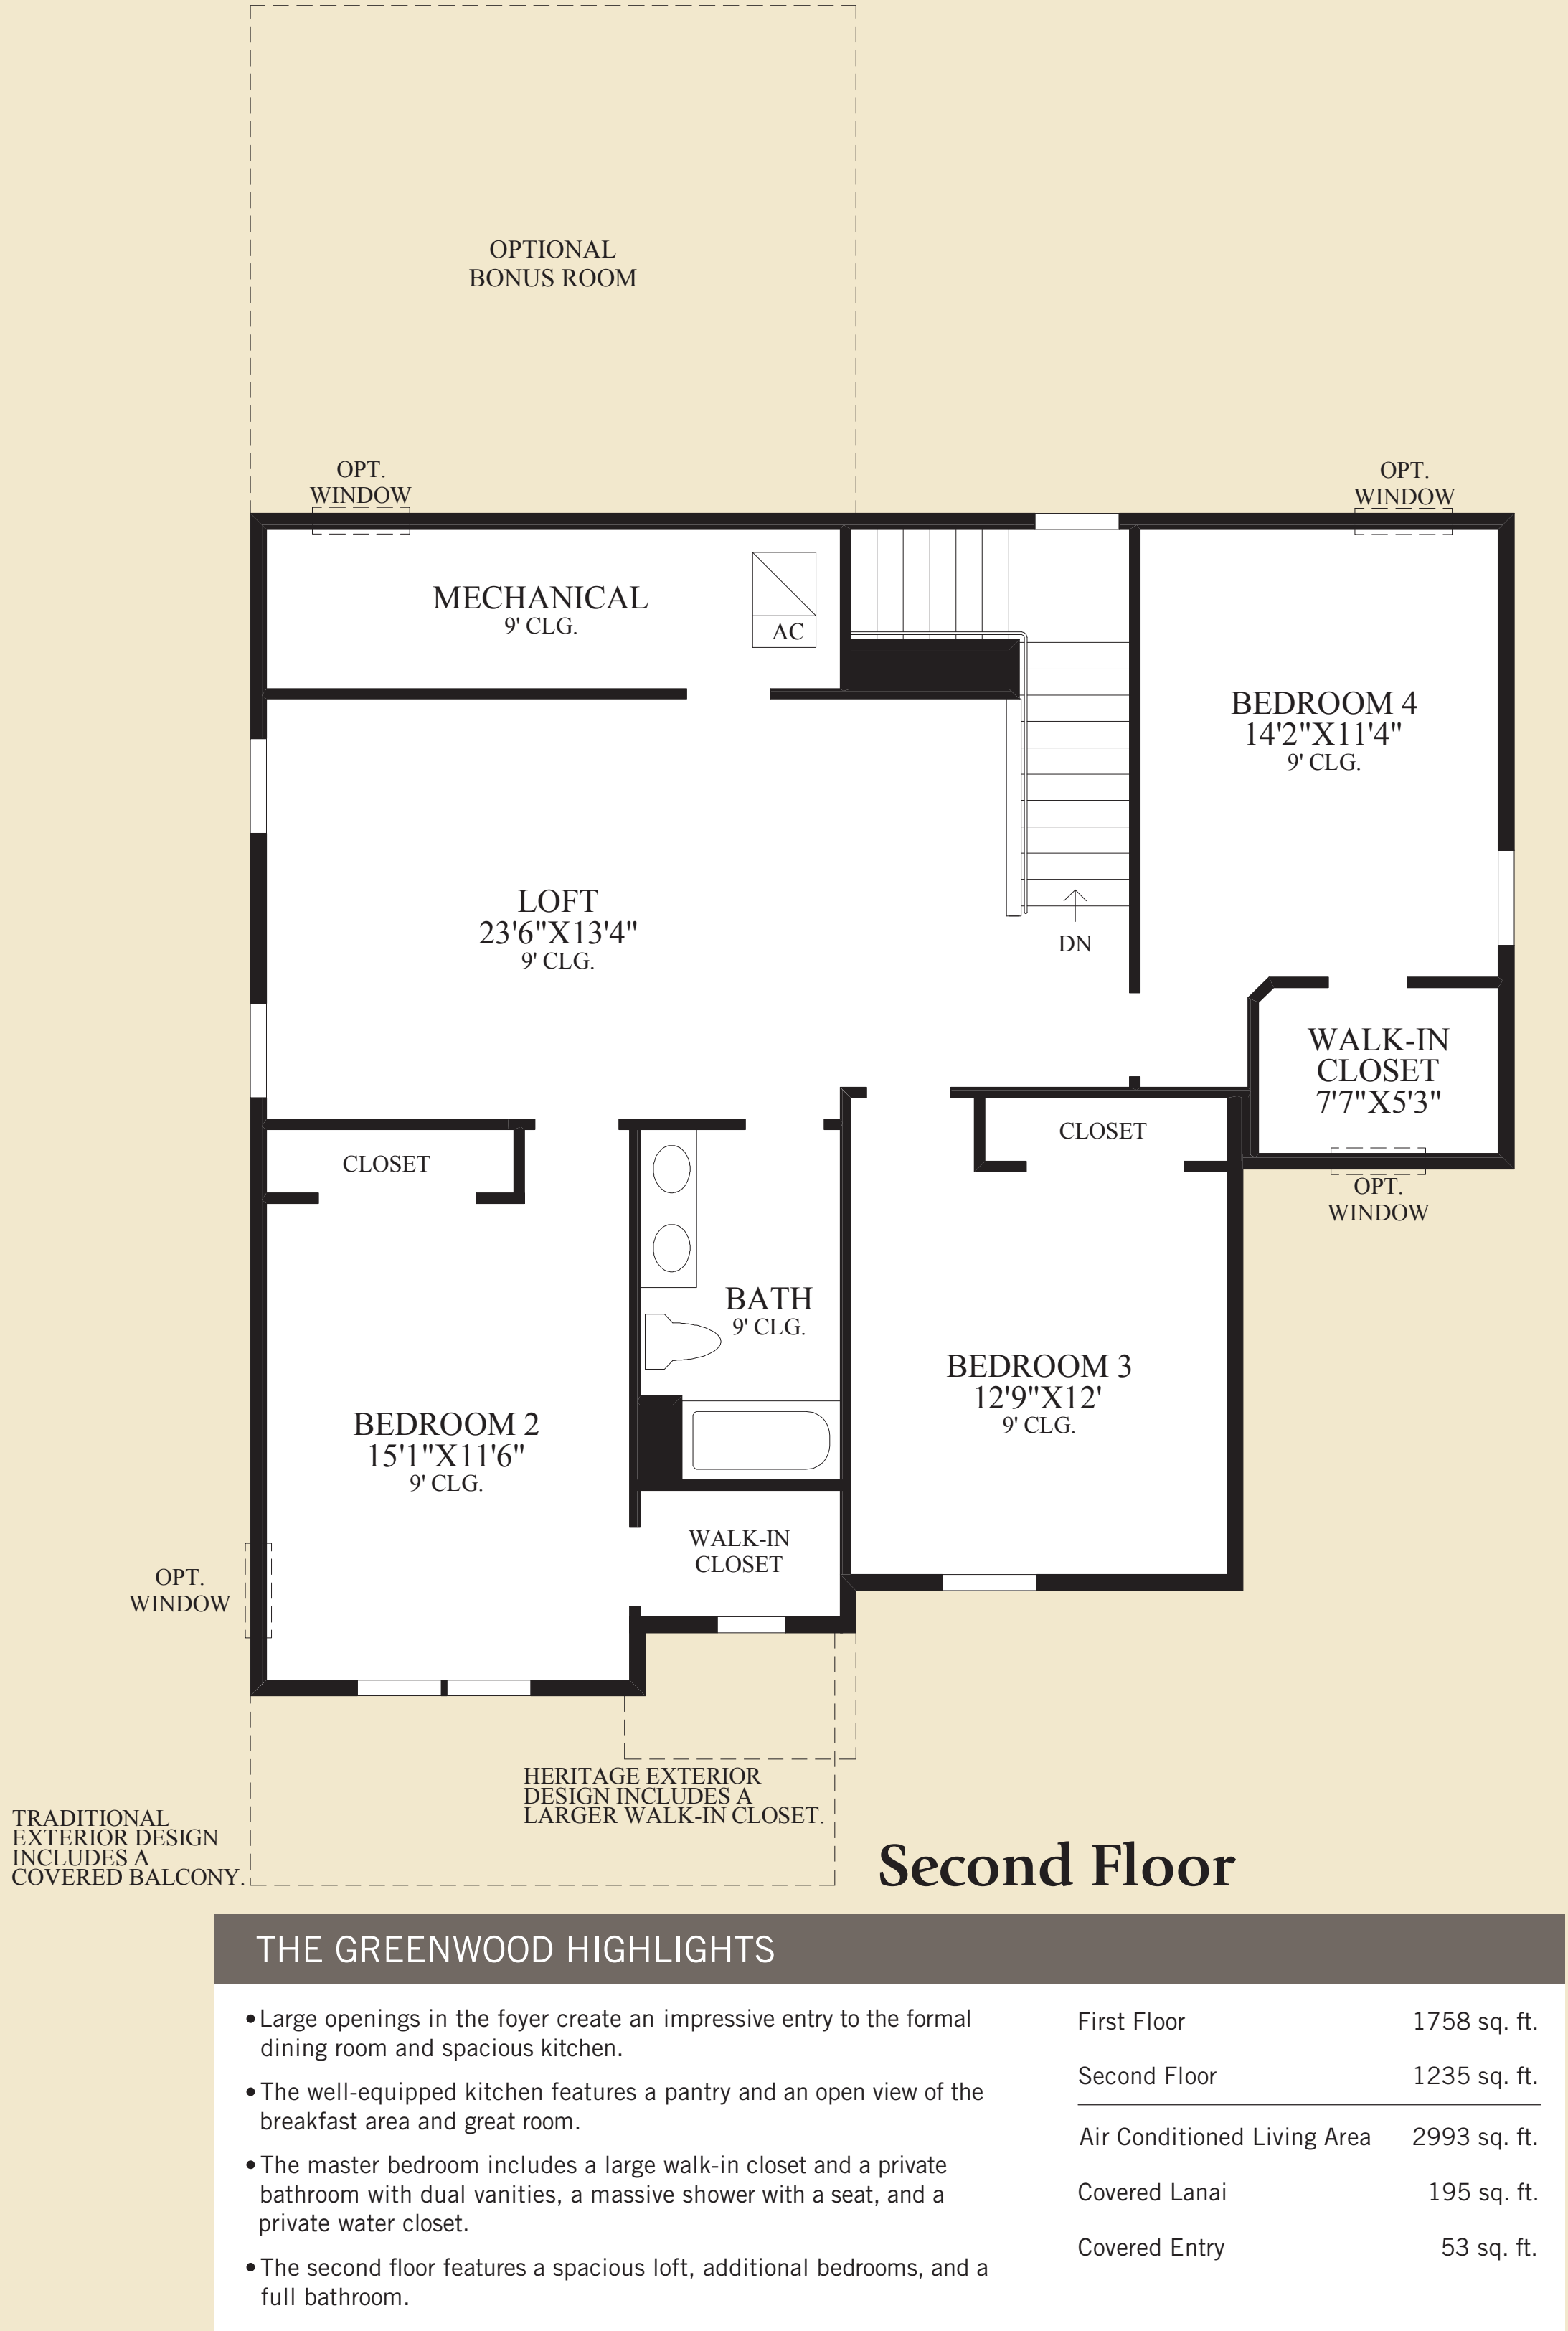 OPTIONAL
BONUS ROOM
OPT.
WINDOW
OPT.
WINDOW
MECHANICAL
9' CLG.
AC
BEDROOM 4
14'2"X11'4"
9' CLG.
LOFT
23'6"X13'4"
9' CLG.
DN
WALK-IN
CLOSET
7'7"X5'3"
CLOSET
CLOSET
OPT.
WINDOW
BATH
9' CLG.
BEDROOM 3
12'9"X12'
9' CLG.
BEDROOM 2
15'1"X11'6"
9' CLG.
WALK-IN
CLOSET
OPT.
WINDOW
HERITAGE EXTERIOR
DESIGN INCLUDES A
LARGER WALK-IN CLOSET.
TRADITIONAL
EXTERIOR DESIGN
INCLUDES A
COVERED BALCONY.
Second Floor
THE GREENWOOD HIGHLIGHTS
•Large openings in the foyer create an impressive entry to the formal
dining room and spacious kitchen.
•The well-equipped kitchen features a pantry and an open view of the
breakfast area and great room.
•The master bedroom includes a large walk-in closet and a private
bathroom with dual vanities, a massive shower with a seat, and a
private water closet.
•The second floor features a spacious loft, additional bedrooms, and a
full bathroom.
First Floor 1758 sq. ft.
Second Floor 1235 sq. ft.
Air Conditioned Living Area 2993 sq. ft.
Covered Lanai 195 sq. ft.
Covered Entry 53 sq. ft.